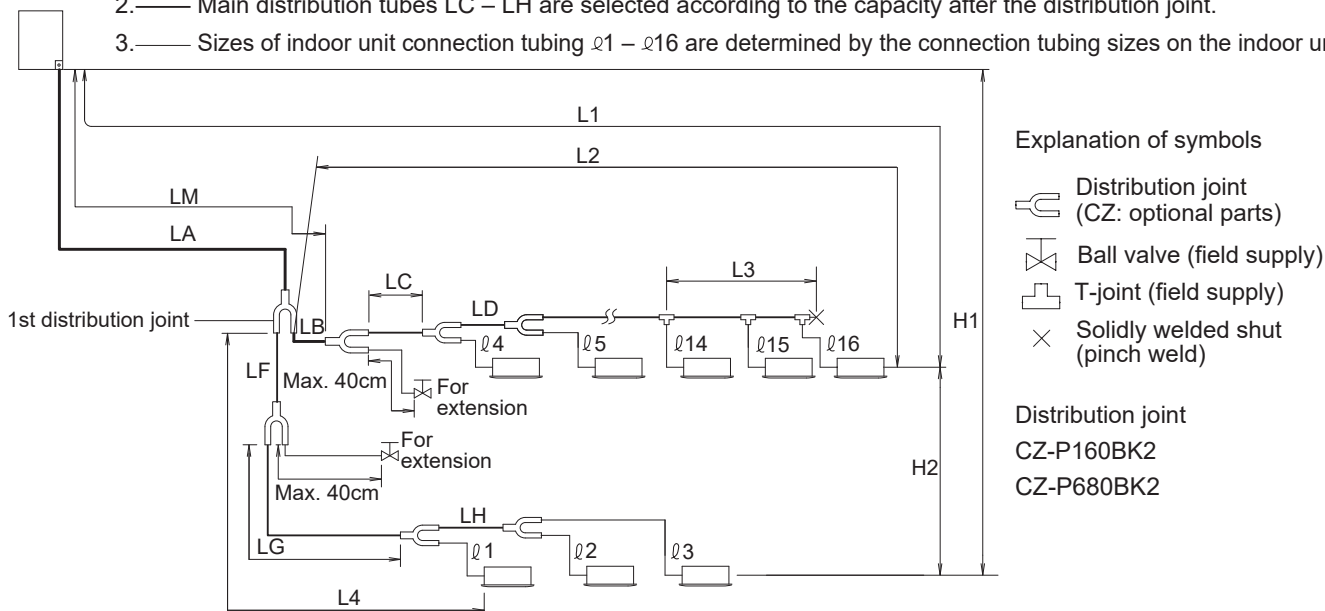 2. Main distribution tubes LC – LH are selected according to the capacity after the distribution joint.
3. Sizes of indoor unit connection tubing ℓ1 – ℓ16 are determined by the connection tubing sizes on the indoor
L1
L2
LM
LA
L3
LC
LD
1st distribution joint
LB
ℓ4
ℓ5
ℓ14
ℓ15
ℓ16
H1
LF
Max. 40cm
For
extension
For
extension
Max. 40cm
H2
LH
LG
ℓ1
ℓ2
ℓ3
L4
Explanation of symbols
Distribution joint
(CZ: optional parts)
Ball valve (field supply)
T-joint (field supply)
Solidly welded shut
(pinch weld)
Distribution joint
CZ-P160BK2
CZ-P680BK2